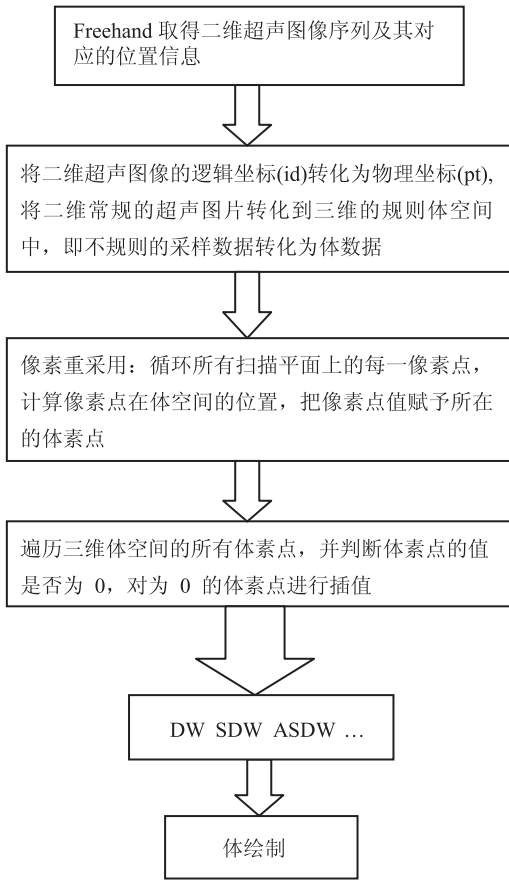 Freehand 取得二维超声图像序列及其对
应的位置信息
将二维超声图像的逻辑坐标(id)转化为物理坐标(pt),
将二维常规的超声图片转化到三维的规则体空间
中，即不规则的采样数据转化为体数据
像素重采用：循环所有扫描平面上的每一像素点，
计算像素点在体空间的位置，把像素点值赋予所在
的体素点
遍历三维体空间的所有体素点，并判断体素点的值
是否为 0，对为 0 的体素点进行插值
DW SDW ASDW …
体绘制